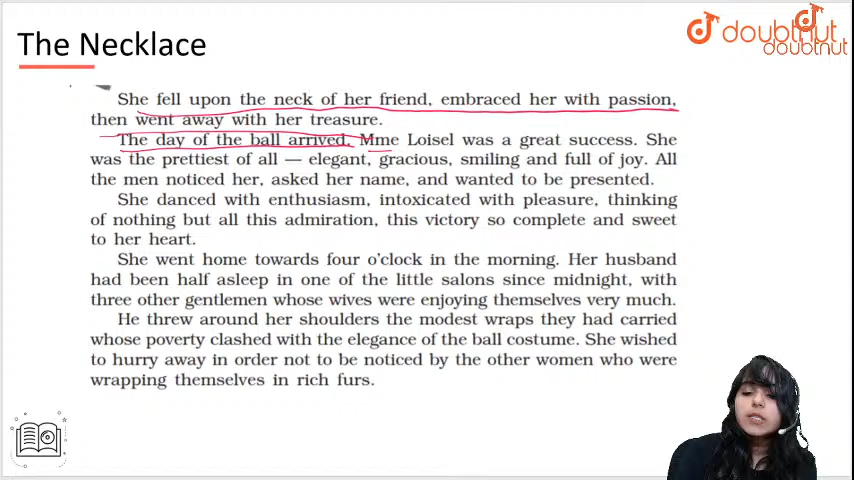 The Necklace
doubtnut
doubtnut
She fell upon the neck of her friend, embraced her with passion,
then went away with her treasure.
The day of the ball arrived. Mme Loisel was a great success. She
was the prettiest of all — elegant, gracious, smiling and full of joy. All
the men noticed her, asked her name, and wanted to be presented.
She danced with enthusiasm, intoxicated with pleasure, thinking
of nothing but all this admiration, this victory so complete and sweet
to her heart.
She went home towards four o'clock in the morning. Her husband
had been half asleep in one of the little salons since midnight, with
three other gentlemen whose wives were enjoying themselves very much.
He threw around her shoulders the modest wraps they had carried
whose poverty clashed with the elegance of the ball costume. She wished
to hurry away in order not to be noticed by the other women who were
wrapping themselves in rich furs.